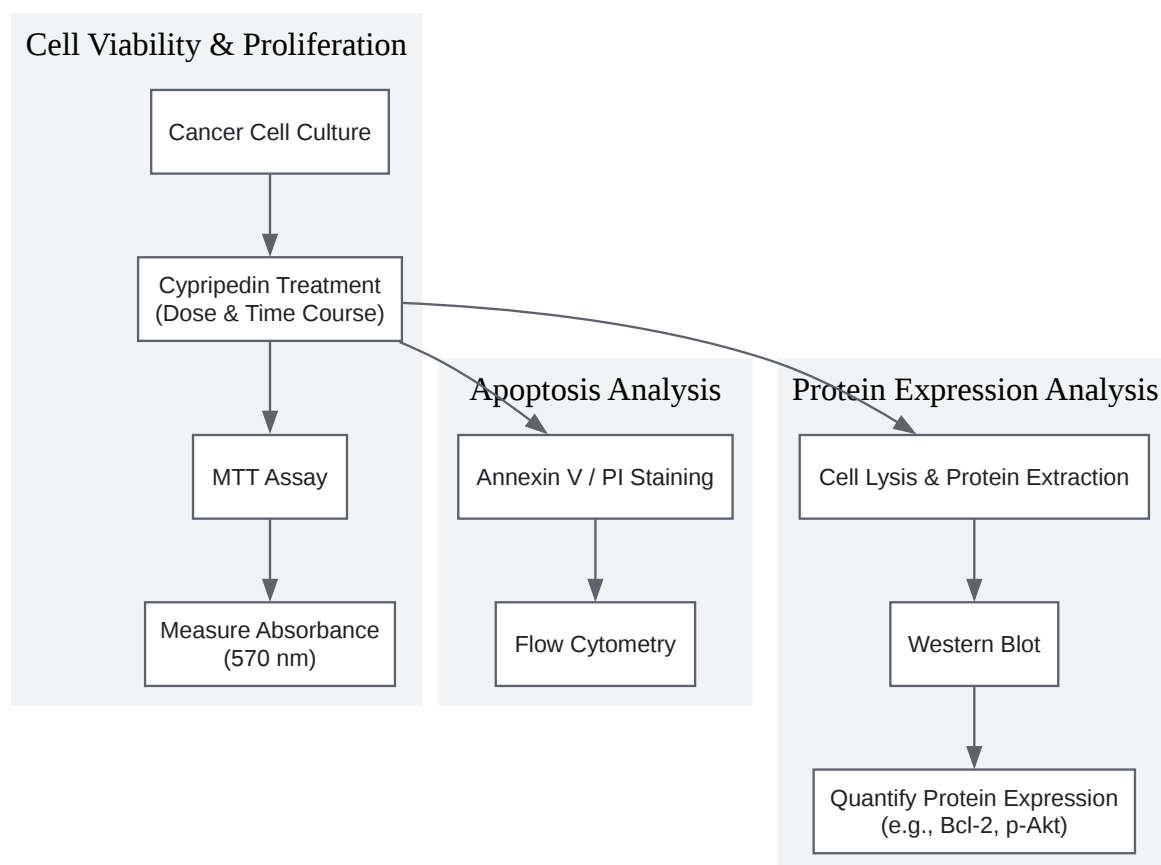 Cell Viability & Proliferation
Cancer Cell Culture
Cypripedin Treatment
(Dose & Time Course)
MTT Assay
Measure Absorbance
(570 nm)
Apoptosis Analysis
Annexin V / PI Staining
Flow Cytometry
Protein Expression Analysis
Cell Lysis & Protein Extraction
Western Blot
Quantify Protein Expression
(e.g., Bcl-2, p-Akt)